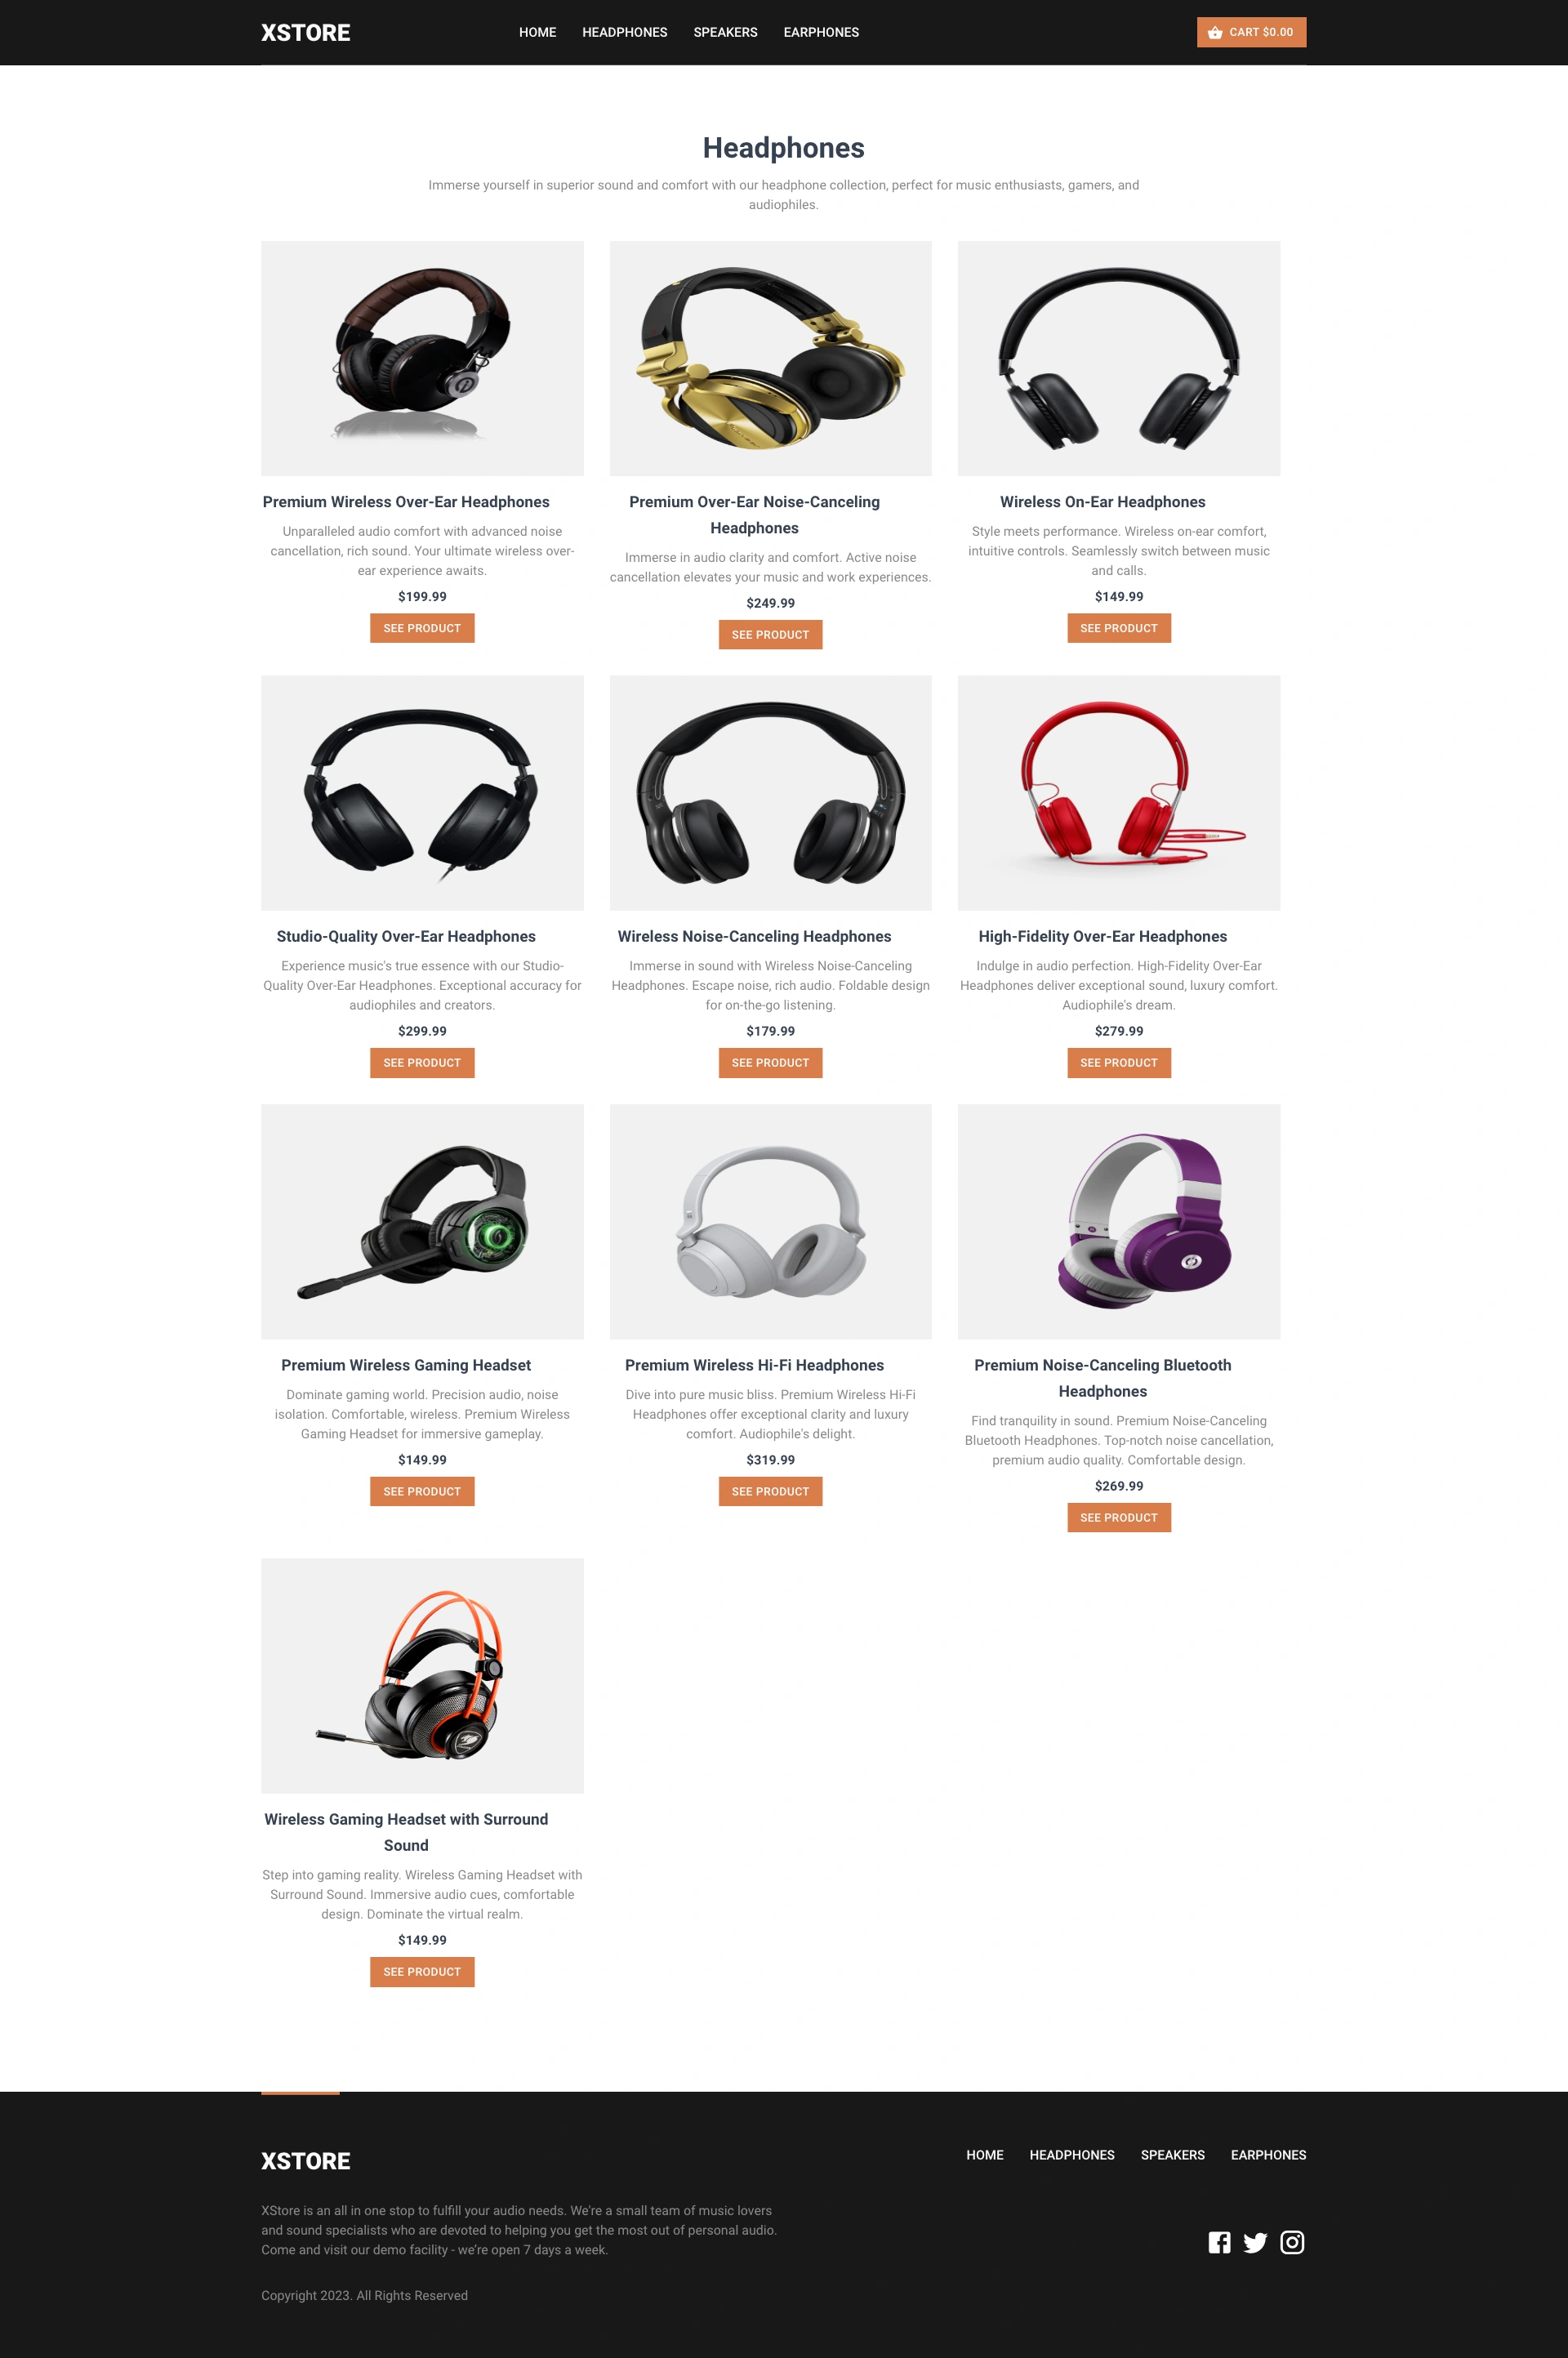 XSTORE
HOME HEADPHONES SPEAKERS EARPHONES
CART $0.00
Headphones
Immerse yourself in superior sound and comfort with our headphone collection, perfect for music enthusiasts, gamers, and
audiophiles.
Premium Wireless Over-Ear Headphones
Unparalleled audio comfort with advanced noise
cancellation, rich sound. Your ultimate wireless over-
ear experience awaits.
$199.99
SEE PRODUCT
Premium Over-Ear Noise-Canceling
Headphones
Immerse in audio clarity and comfort. Active noise
cancellation elevates your music and work experiences.
$249.99
SEE PRODUCT
Wireless On-Ear Headphones
Style meets performance. Wireless on-ear comfort,
intuitive controls. Seamlessly switch between music
and calls.
$149.99
SEE PRODUCT
Studio-Quality Over-Ear Headphones
Experience music's true essence with our Studio-
Quality Over-Ear Headphones. Exceptional accuracy for
audiophiles and creators.
$299.99
SEE PRODUCT
Wireless Noise-Canceling Headphones
Immerse in sound with Wireless Noise-Canceling
Headphones. Escape noise, rich audio. Foldable design
for on-the-go listening.
$179.99
SEE PRODUCT
High-Fidelity Over-Ear Headphones
Indulge in audio perfection. High-Fidelity Over-Ear
Headphones deliver exceptional sound, luxury comfort.
Audiophile's dream.
$279.99
SEE PRODUCT
Premium Wireless Gaming Headset
Dominate gaming world. Precision audio, noise
isolation. Comfortable, wireless. Premium Wireless
Gaming Headset for immersive gameplay.
$149.99
SEE PRODUCT
Premium Wireless Hi-Fi Headphones
Dive into pure music bliss. Premium Wireless Hi-Fi
Headphones offer exceptional clarity and luxury
comfort. Audiophile's delight.
$319.99
SEE PRODUCT
Premium Noise-Canceling Bluetooth
Headphones
Find tranquility in sound. Premium Noise-Canceling
Bluetooth Headphones. Top-notch noise cancellation,
premium audio quality. Comfortable design.
$269.99
SEE PRODUCT
Wireless Gaming Headset with Surround
Sound
Step into gaming reality. Wireless Gaming Headset with
Surround Sound. Immersive audio cues, comfortable
design. Dominate the virtual realm.
$149.99
SEE PRODUCT
XSTORE
HOME HEADPHONES SPEAKERS EARPHONES
XStore is an all in one stop to fulfill your audio needs. We're a small team of music lovers
and sound specialists who are devoted to helping you get the most out of personal audio.
Come and visit our demo facility - we're open 7 days a week.
Copyright 2023. All Rights Reserved